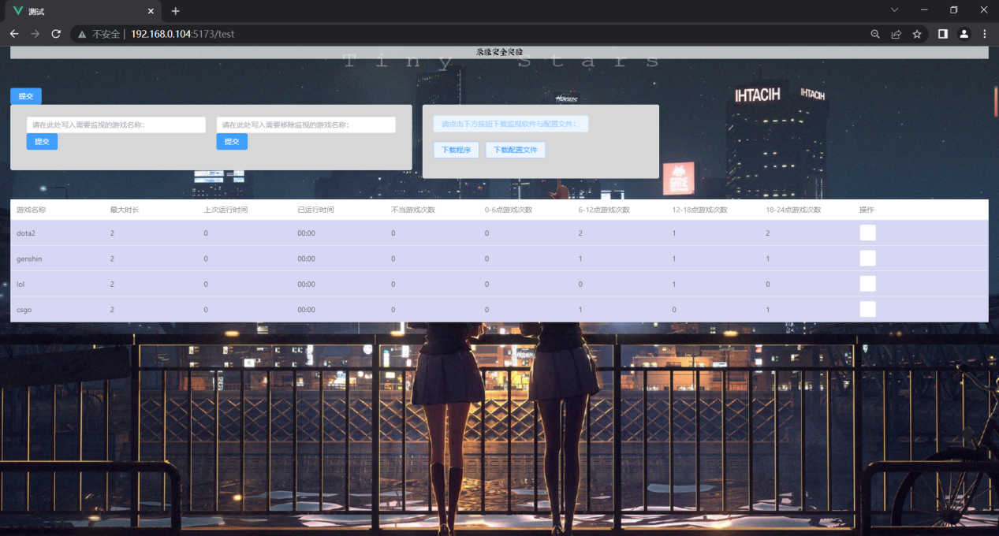 测试
不安全 | 192.168.0.104:5173/test
系统安全实验
Tiny Stars
提交
请在此处写入需要监视的游戏名称: 请在此处写入需要移除监视的游戏名称:
提交 提交
请点击下方按钮下载监视软件与配置文件:
下载程序 下载配置文件
HERCULES
IHTACIH
IHTACIH
GAME
游戏名称 最大时长 上次运行时间 已运行时间 不当游戏次数 0-6点游戏次数 6-12点游戏次数 12-18点游戏次数 18-24点游戏次数 操作
dota2 2 0 00:00 0 0 2 1 2
genshin 2 0 00:00 0 0 1 1 1
lol 2 0 00:00 0 0 0 1 0
csgo 2 0 00:00 0 0 1 0 1